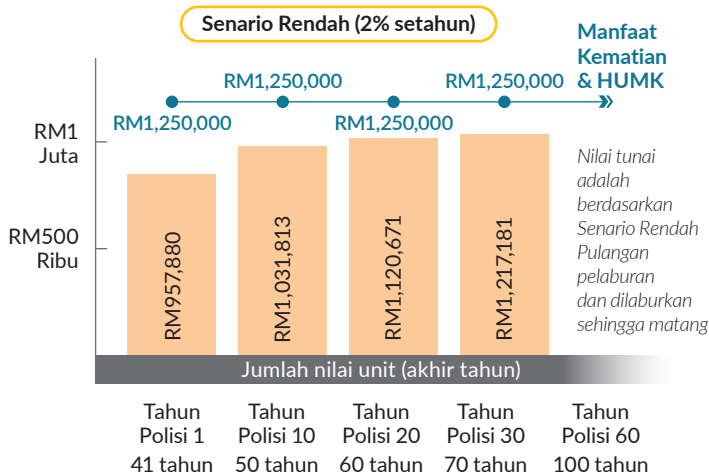 Senario Rendah (2% setahun)
Manfaat
Kematian
& HUMK
RM1,250,000
RM1,250,000
RM1,250,000
RM1,250,000
RM1
Juta
RM500
Ribu
RM957,880
RM1,031,813
RM1,120,671
RM1,217,181
Nilai tunai
adalah
berdasarkan
Senario Rendah
Pulangan
pelaburan
dan dilaburkan
sehingga matang
Jumlah nilai unit (akhir tahun)
Tahun
Polisi 1
41 tahun
Tahun
Polisi 10
50 tahun
Tahun
Polisi 20
60 tahun
Tahun
Polisi 30
70 tahun
Tahun
Polisi 60
100 tahun